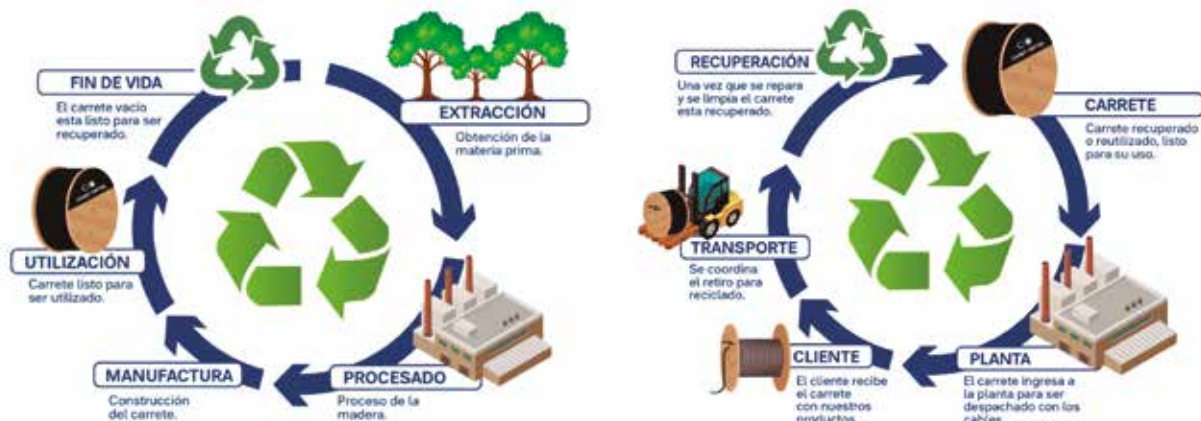 FIN DE VIDA
El carrete vacío
esta listo para ser
recuperado.
EXTRACCIÓN
Obtención de la
materia prima.
UTILIZACIÓN
Carrete listo para
ser utilizado.
MANUFACTURA
Construcción
del carrete.
PROCESADO
Proceso de la
madera.
RECUPERACIÓN
Una vez que se repara
y se limpia el carrete
esta recuperado.
CARRETE
Carrete recuperado
o reutilizado, listo
para su uso.
TRANSPORTE
Se coordina
el retiro para
reciclado.
CLIENTE
El cliente recibe
el carrete
con nuestros
productos.
PLANTA
El carrete ingresa a
la planta para ser
despachado con los
cables.